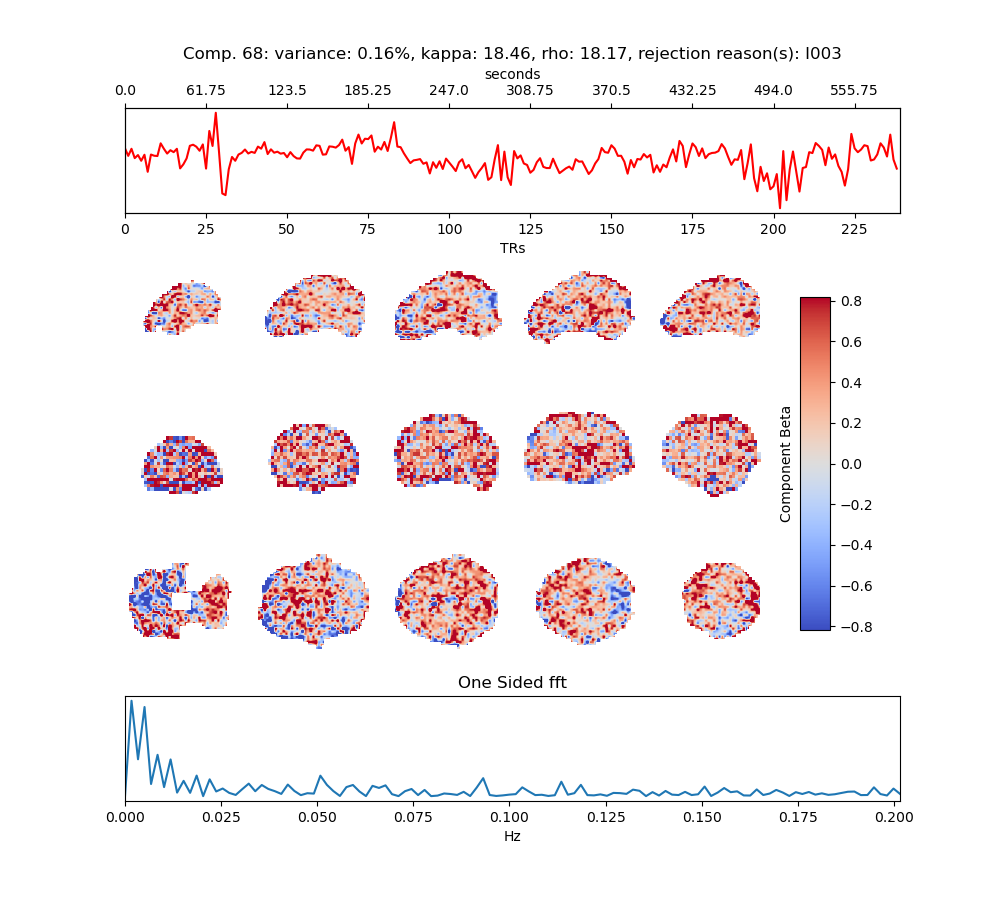 Comp. 68: variance: 0.16%, kappa: 18.46, rho: 18.17, rejection reason(s): I003
seconds
0.0 61.75 123.5 185.25 247.0 308.75 370.5 432.25 494.0 555.75
0 25 50 75 100 125 150 175 200 225
TRs
0.8
0.6
0.4
0.2
0.0
−0.2
−0.4
−0.6
−0.8
Component Beta
One Sided fft
0.000 0.025 0.050 0.075 0.100 0.125 0.150 0.175 0.200
Hz